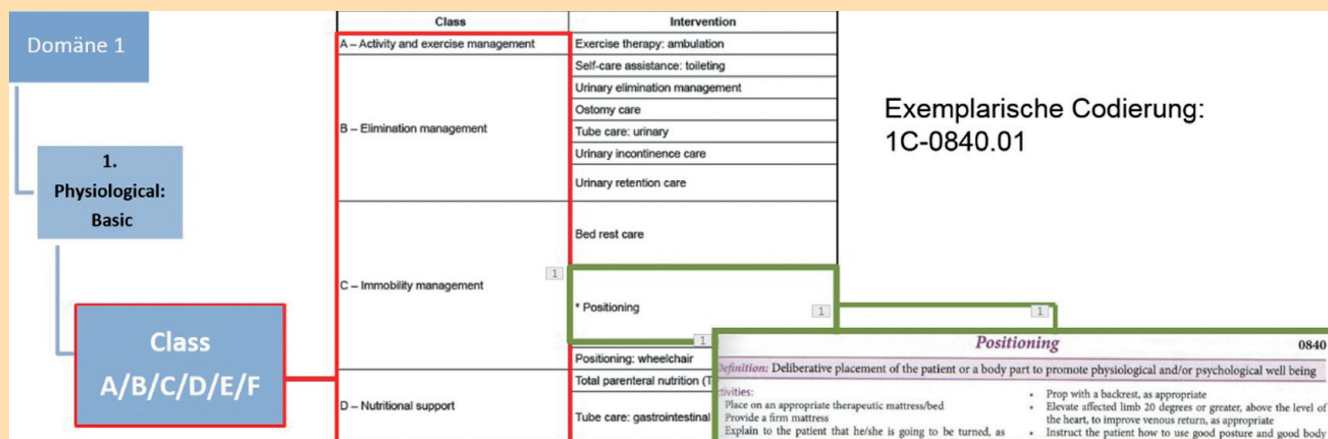 Domäne 1
1.
Physiological:
Basic
Class
A/B/C/D/E/F
Class Intervention
A – Activity and exercise management Exercise therapy: ambulation
B – Elimination management
Self-care assistance: toileting
Urinary elimination management
Ostomy care
Tube care: urinary
Urinary incontinence care
Urinary retention care
C – Immobility management
Bed rest care
1
* Positioning
1
1
Positioning: wheelchair
D – Nutritional support
Total parenteral nutrition (T
Tube care: gastrointestinal
Exemplarische Codierung:
1C-0840.01
1
Positioning 0840
Definition: Deliberative placement of the patient or a body part to promote physiological and/or psychological well being
ctivities:
Place on an appropriate therapeutic mattress/bed
Provide a firm mattress
Explain to the patient that he/she is going to be turned, as
• Prop with a backrest, as appropriate
• Elevate affected limb 20 degrees or greater, above the level of
the heart, to improve venous return, as appropriate
• Instruct the patient how to use good posture and good body